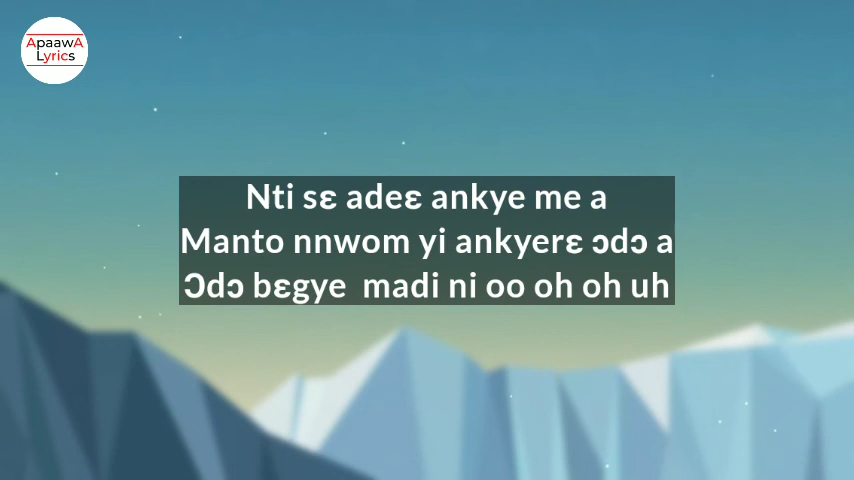 ApaawA
Lyrics
Nti sɛ adeɛ ankye me a
Manto nnwom yi ankyerɛ ɔdɔ a
Ɔdɔ bɛgye madi ni oo oh oh uh